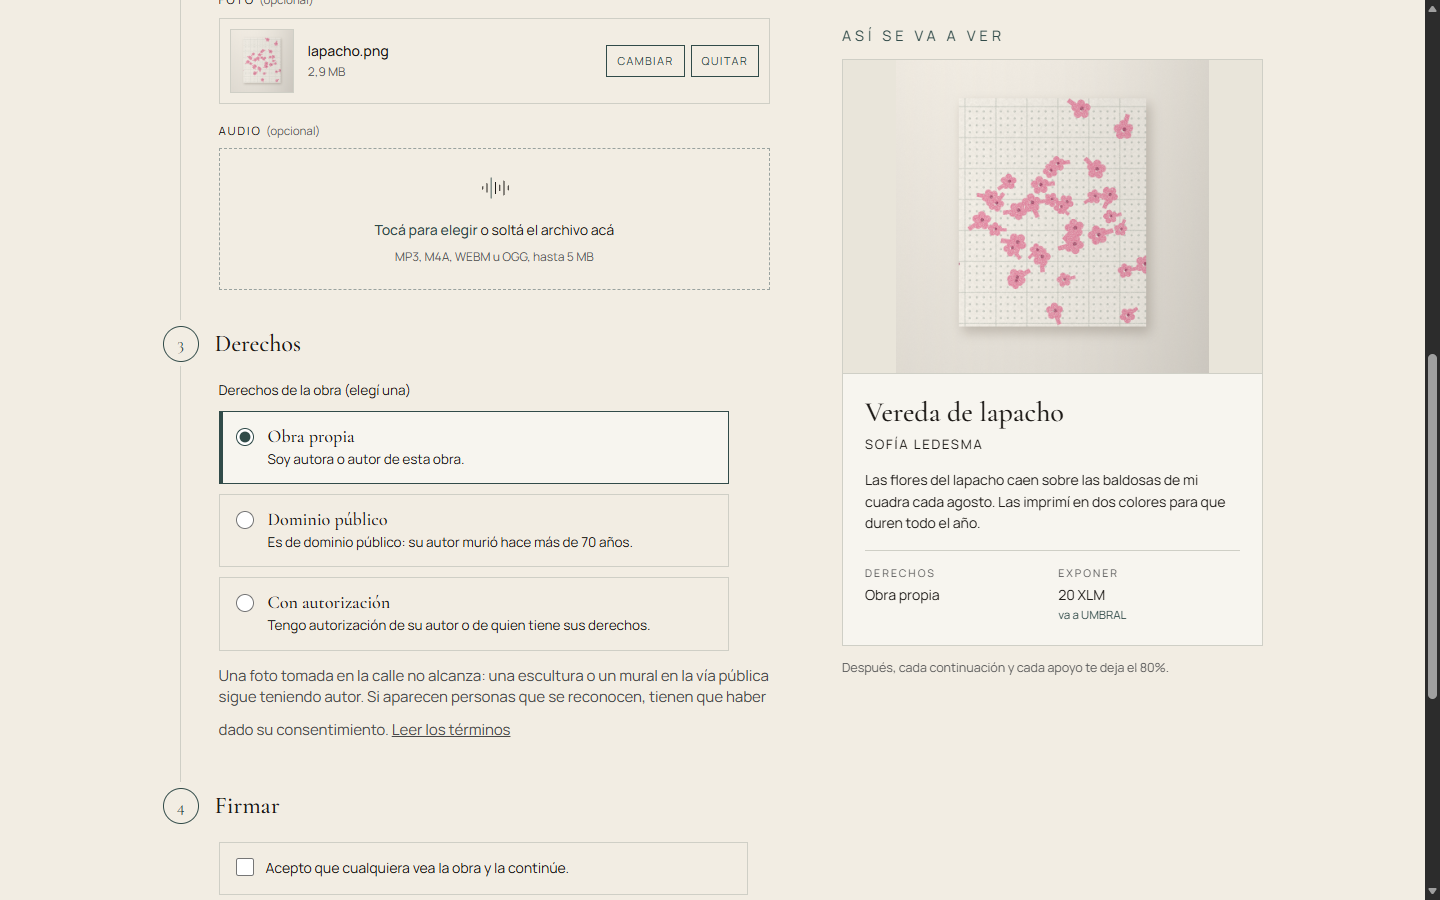 FOTO (opcional)
lapacho.png
2,9 MB
CAMBIAR
QUITAR
AUDIO (opcional)
Tocá para elegir o soltá el archivo acá
MP3, M4A, WEBM u OGG, hasta 5 MB
3
Derechos
Derechos de la obra (elegí una)
Obra propia
Soy autora o autor de esta obra.
Dominio público
Es de dominio público: su autor murió hace más de 70 años.
Con autorización
Tengo autorización de su autor o de quien tiene sus derechos.
Una foto tomada en la calle no alcanza: una escultura o un mural en la vía pública
sigue teniendo autor. Si aparecen personas que se reconocen, tienen que haber
dado su consentimiento. Leer los términos
4
Firmar
Acepto que cualquiera vea la obra y la continúe.
ASÍ SE VA A VER
Vereda de lapacho
SOFÍA LEDESMA
Las flores del lapacho caen sobre las baldosas de mi
cuadra cada agosto. Las imprimí en dos colores para que
duren todo el año.
DERECHOS
Obra propia
EXPONER
20 XLM
va a UMBRAL
Después, cada continuación y cada apoyo te deja el 80%.